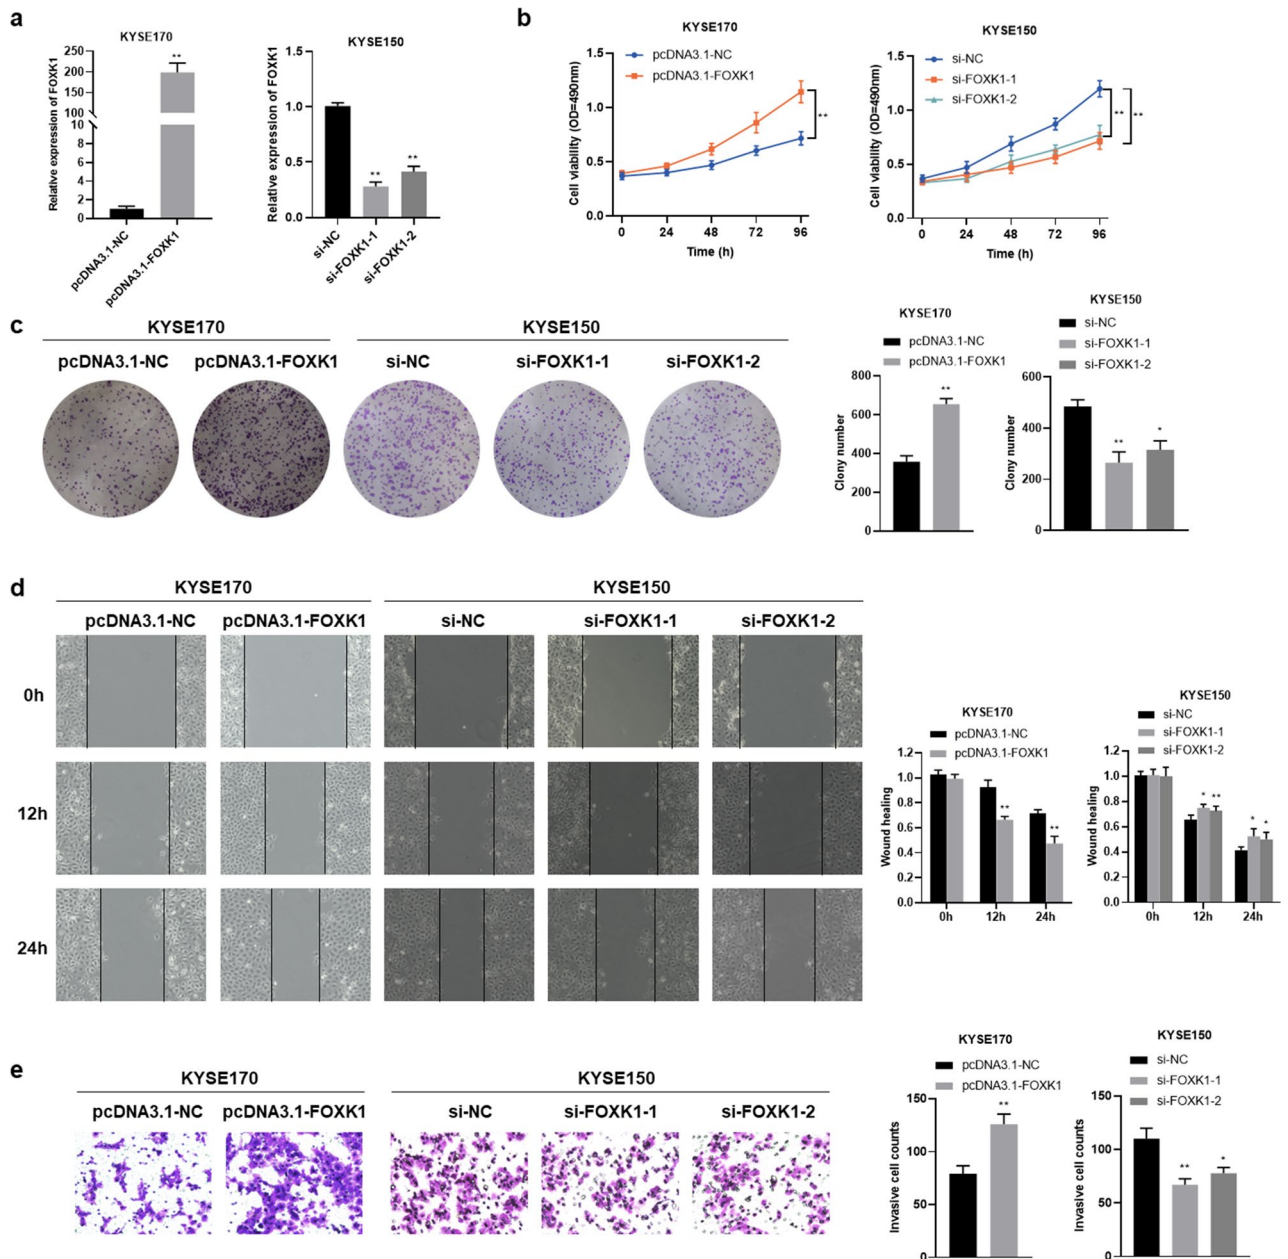 a
KYSE170
Relative expression of FOXK1
250
200
150
100
10
8
6
4
2
0
**
pcDNA3.1-NC
pcDNA3.1-FOXK1
KYSE150
Relative expression of FOXK1
1.5
1.0
0.5
0.0
**
**
si-NC
si-FOXK1-1
si-FOXK1-2
b
KYSE170
pcDNA3.1-NC
pcDNA3.1-FOXK1
Cell viability (OD=490nm)
1.5
1.0
0.5
0.0
**
0 24 48 72 96
Time (h)
KYSE150
si-NC
si-FOXK1-1
si-FOXK1-2
Cell viability (OD=490nm)
1.5
1.0
0.5
0.0
** **
0 24 48 72 96
Time (h)
c
KYSE170 KYSE150
pcDNA3.1-NC pcDNA3.1-FOXK1 si-NC si-FOXK1-1 si-FOXK1-2
KYSE170
pcDNA3.1-NC
pcDNA3.1-FOXK1
Clony number
800
600
400
200
0
**
KYSE150
si-NC
si-FOXK1-1
si-FOXK1-2
Clony number
600
400
200
0
**
*
d
KYSE170 KYSE150
pcDNA3.1-NC pcDNA3.1-FOXK1 si-NC si-FOXK1-1 si-FOXK1-2
0h
12h
24h
KYSE170
pcDNA3.1-NC
pcDNA3.1-FOXK1
Wound healing
1.2
1.0
0.8
0.6
0.4
0.2
0.0
**
**
0h 12h 24h
KYSE150
si-NC
si-FOXK1-1
si-FOXK1-2
Wound healing
1.2
1.0
0.8
0.6
0.4
0.2
0.0
* **
* *
0h 12h 24h
e
KYSE170 KYSE150
pcDNA3.1-NC pcDNA3.1-FOXK1 si-NC si-FOXK1-1 si-FOXK1-2
KYSE170
pcDNA3.1-NC
pcDNA3.1-FOXK1
Invasive cell counts
150
100
50
0
**
KYSE150
si-NC
si-FOXK1-1
si-FOXK1-2
Invasive cell counts
150
100
50
0
**
*